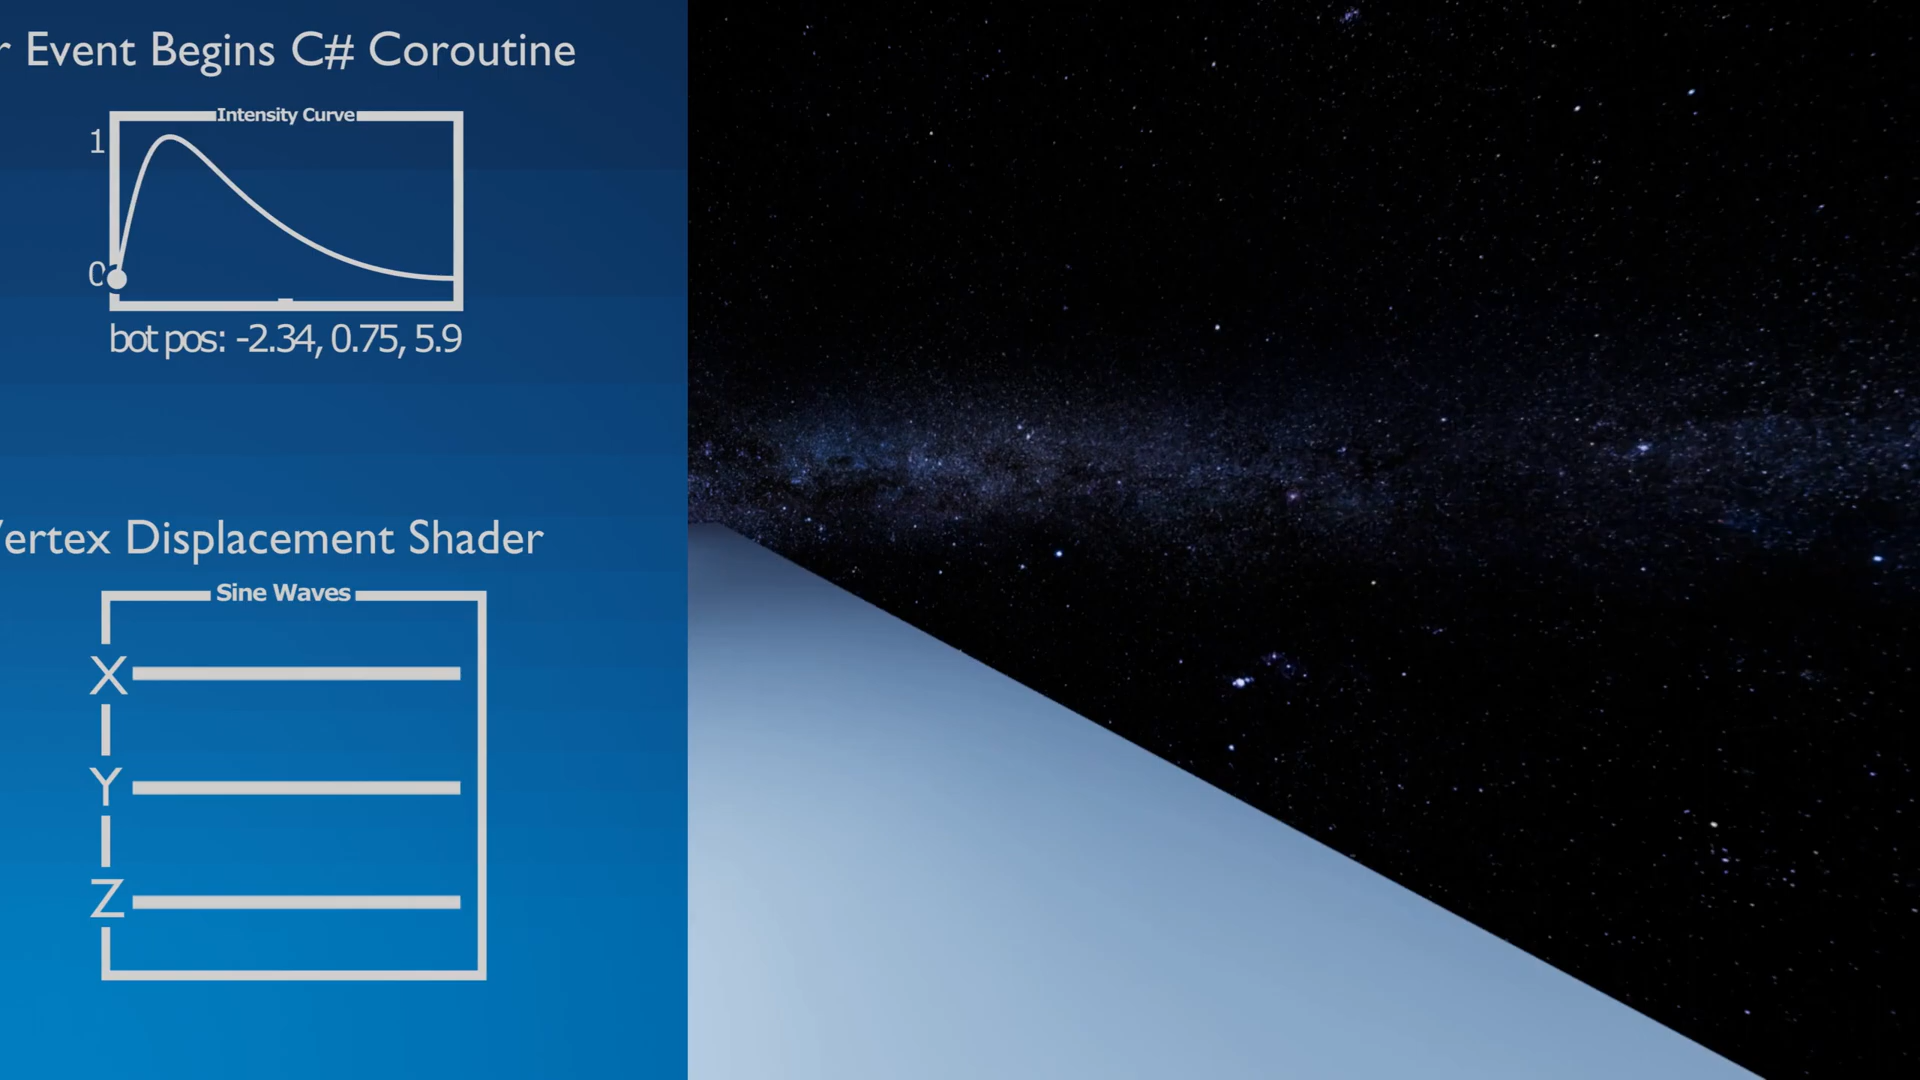 r Event Begins C# Coroutine
Intensity Curve
1
0
bot pos: -2.34, 0.75, 5.9
Vertex Displacement Shader
Sine Waves
X
Y
Z